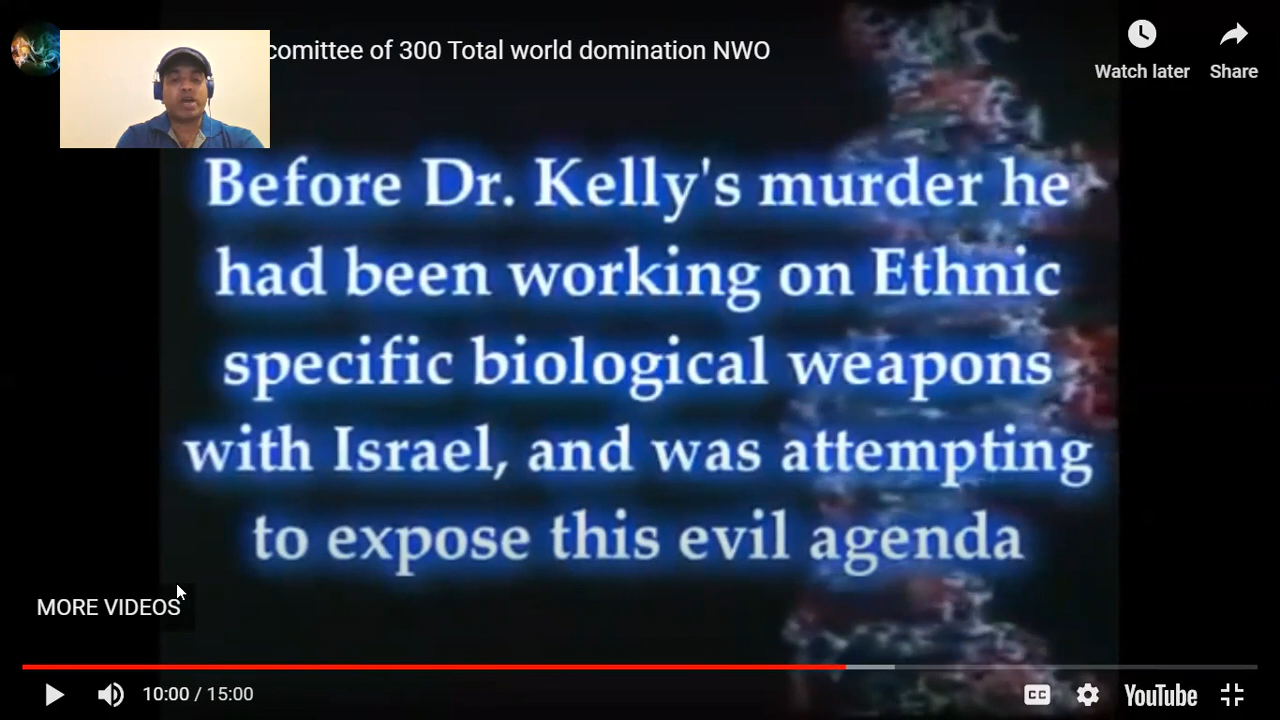 comittee of 300 Total world domination NWO
Watch later
Share
Before Dr. Kelly's murder he
had been working on Ethnic
specific biological weapons
with Israel, and was attempting
to expose this evil agenda
MORE VIDEOS
10:00 / 15:00
CC
YouTube